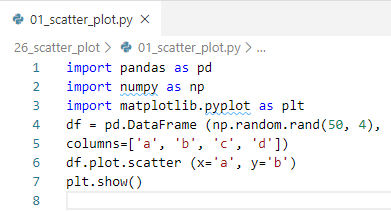 01_scatter_plot.py ×
26_scatter_plot > 01_scatter_plot.py > ...
1 import pandas as pd
2 import numpy as np
3 import matplotlib.pyplot as plt
4 df = pd.DataFrame (np.random.rand(50, 4),
5 columns=['a', 'b', 'c', 'd'])
6 df.plot.scatter (x='a', y='b')
7 plt.show()
8